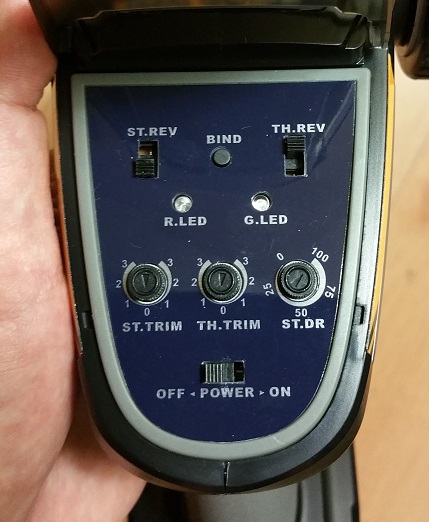 ST.REV BIND TH.REV
R.LED G.LED
3 3 3 3 0 100
2 2 2 2 25 75
1 0 1 1 0 1 50
ST.TRIM TH.TRIM ST.DR
OFF ◂ POWER ▸ ON